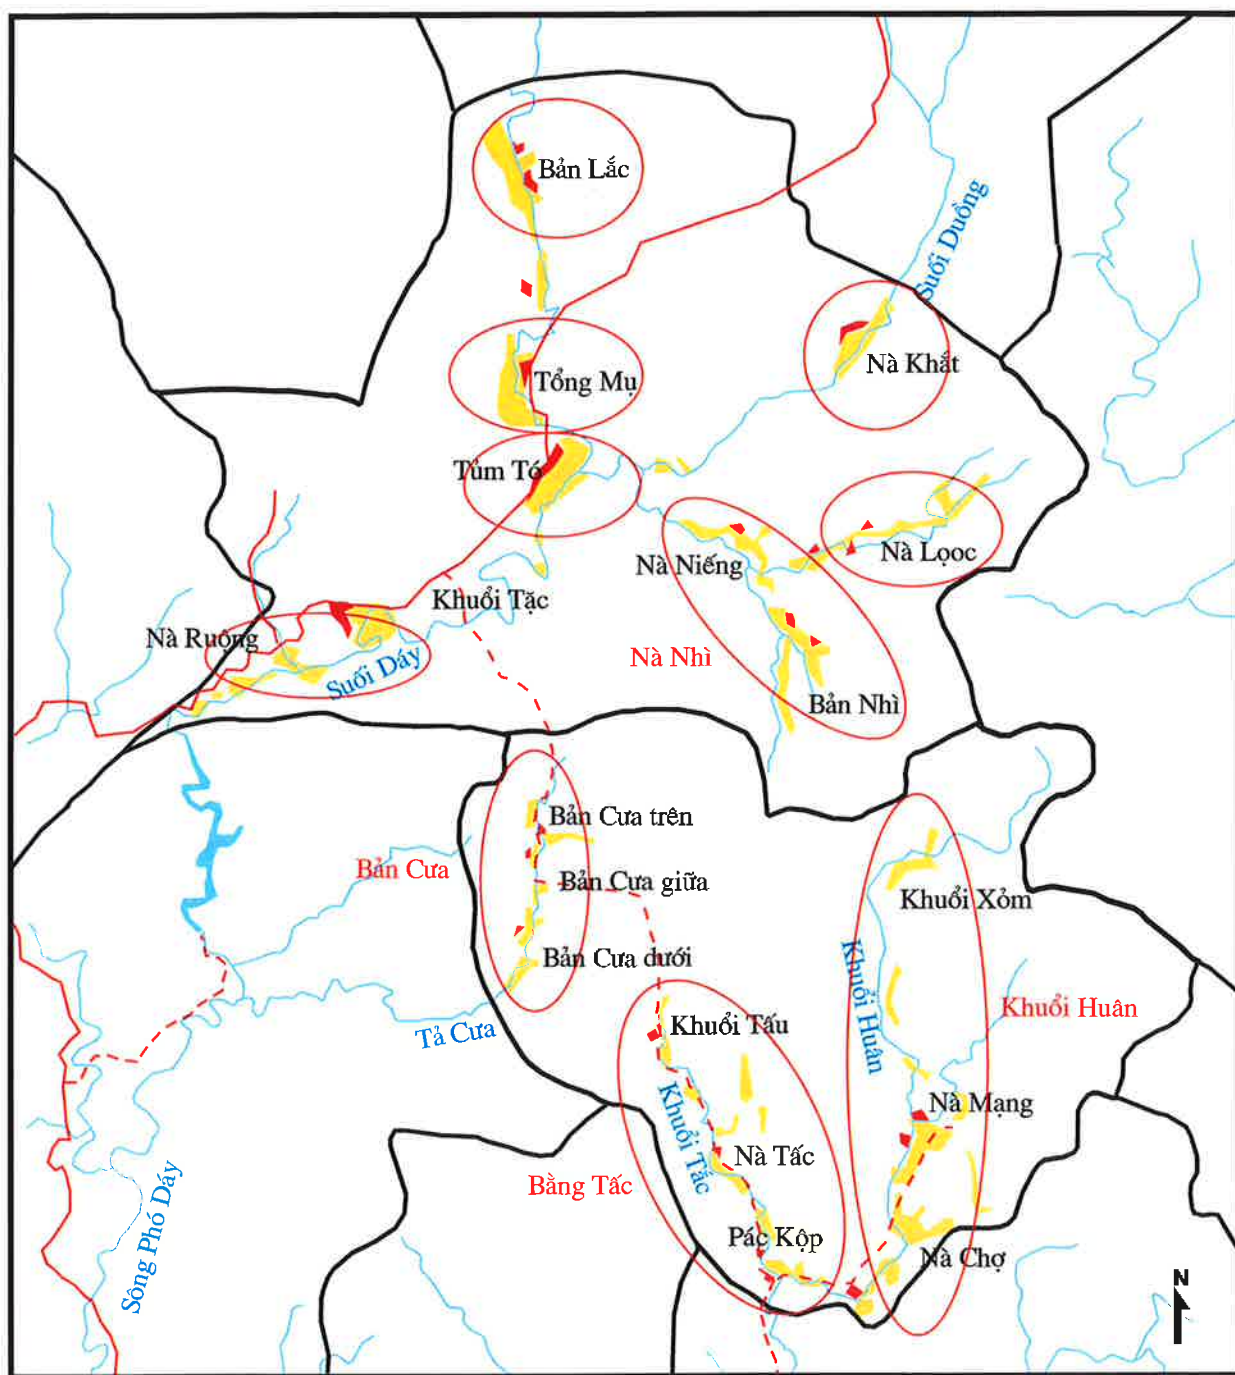 Bản Lắc
Suối Duồng
Nà Khắt
Tổng Mụ
Tủm Tó
Nà Lọọc
Nà Niếng
Khuổi Tặc
Nà Ruộng
Nà Nhì
Suối Dáy
Bản Nhì
Bản Cưa trên
Bản Cưa
Bản Cưa giữa
Khuổi Xỏm
Bản Cưa dưới
Khuổi Huân
Khuổi Huân
Tả Cưa
Khuổi Tấu
Nà Mạng
Khuổi Tắc
Nà Tấc
Bằng Tấc
Sông Phó Dáy
Pác Kộp
Nà Chợ
N